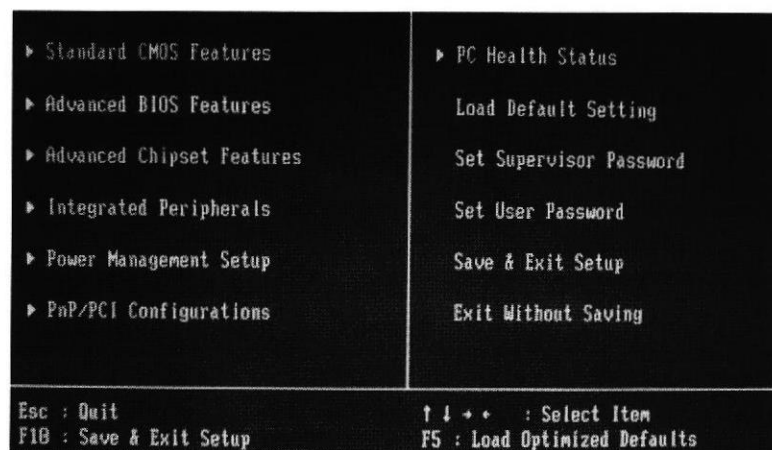 ▶ Standard CMOS Features
▶ Advanced BIOS Features
▶ Advanced Chipset Features
▶ Integrated Peripherals
▶ Power Management Setup
▶ PnP/PCI Configurations
▶ PC Health Status
Load Default Setting
Set Supervisor Password
Set User Password
Save & Exit Setup
Exit Without Saving
Esc : Quit
F10 : Save & Exit Setup
↑ ↓ → ← : Select Item
F5 : Load Optimized Defaults